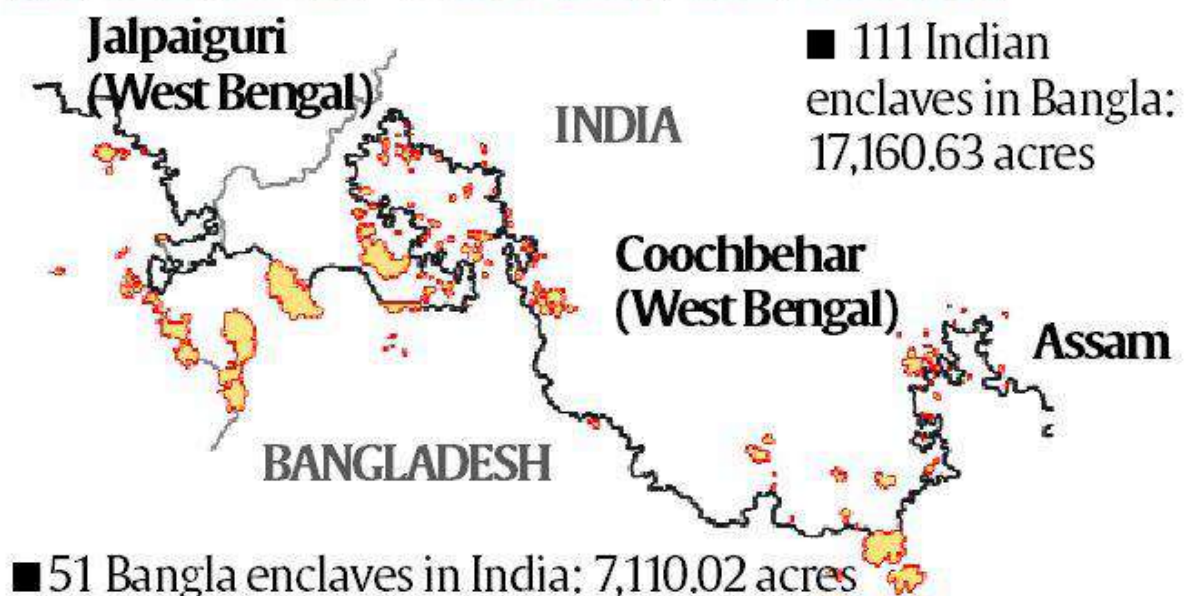 Jalpaiguri
(West Bengal)
■ 111 Indian
enclaves in Bangla:
17,160.63 acres
INDIA
Coochbehar
(West Bengal)
Assam
BANGLADESH
■ 51 Bangla enclaves in India: 7,110.02 acres